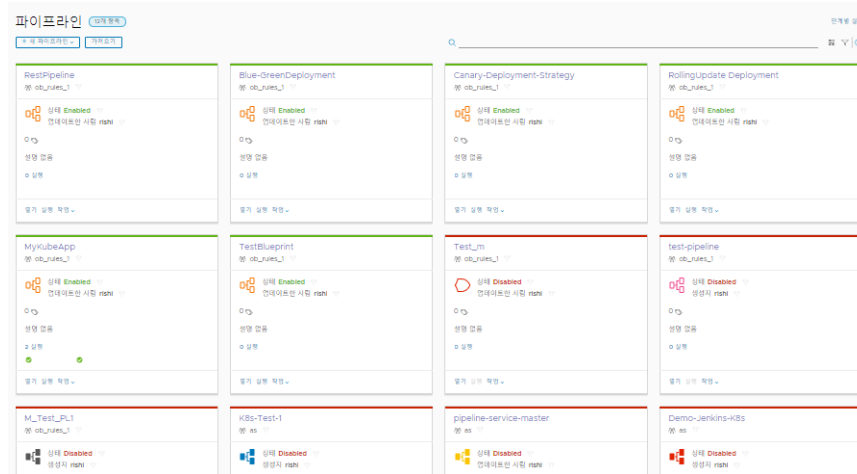 파이프라인 12개 항목
+ 새 파이프라인 가져오기
RestPipeline
ob_rules_1
상태 Enabled
업데이트한 사람 rishi
0
설명 없음
0 실행
열기 실행 작업
Blue-GreenDeployment
ob_rules_1
상태 Enabled
업데이트한 사람 rishi
0
설명 없음
0 실행
열기 실행 작업
Canary-Deployment-Strategy
ob_rules_1
상태 Enabled
업데이트한 사람 rishi
0
설명 없음
0 실행
열기 실행 작업
RollingUpdate Deployment
ob_rules_1
상태 Enabled
업데이트한 사람 rishi
0
설명 없음
0 실행
열기 실행 작업
MyKubeApp
ob_rules_1
상태 Enabled
업데이트한 사람 rishi
0
설명 없음
2 실행
열기 실행 작업
TestBlueprint
ob_rules_1
상태 Enabled
업데이트한 사람 rishi
0
설명 없음
0 실행
열기 실행 작업
Test_m
ob_rules_1
상태 Disabled
업데이트한 사람 rishi
0
설명 없음
0 실행
열기 실행 작업
test-pipeline
ob_rules_1
상태 Disabled
생성자 rishi
0
설명 없음
0 실행
열기 실행 작업
M_Test_PL1
ob_rules_1
상태 Disabled
생성자 rishi
K8s-Test-1
as
상태 Disabled
생성자 rishi
pipeline-service-master
as
상태 Disabled
업데이트한 사람 rishi
Demo-Jenkins-K8s
as
상태 Disabled
생성자 rishi